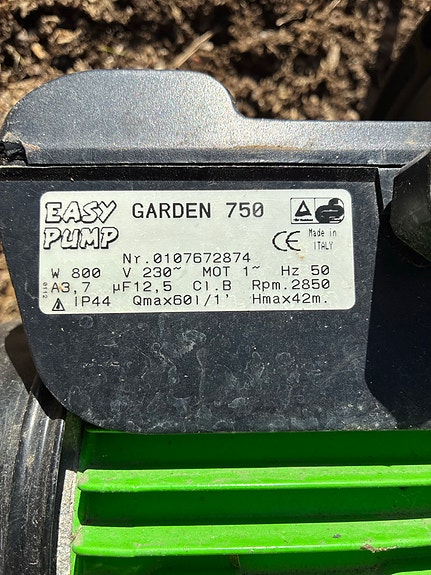 EASY PUMP
GARDEN 750
Made in ITALY
CE
Nr.0107672874
W 800 V 230~ MOT 1~ Hz 50
A3,7 µF12,5 Cl.B Rpm.2850
IP44 Qmax60l/1' Hmax42m.
0112